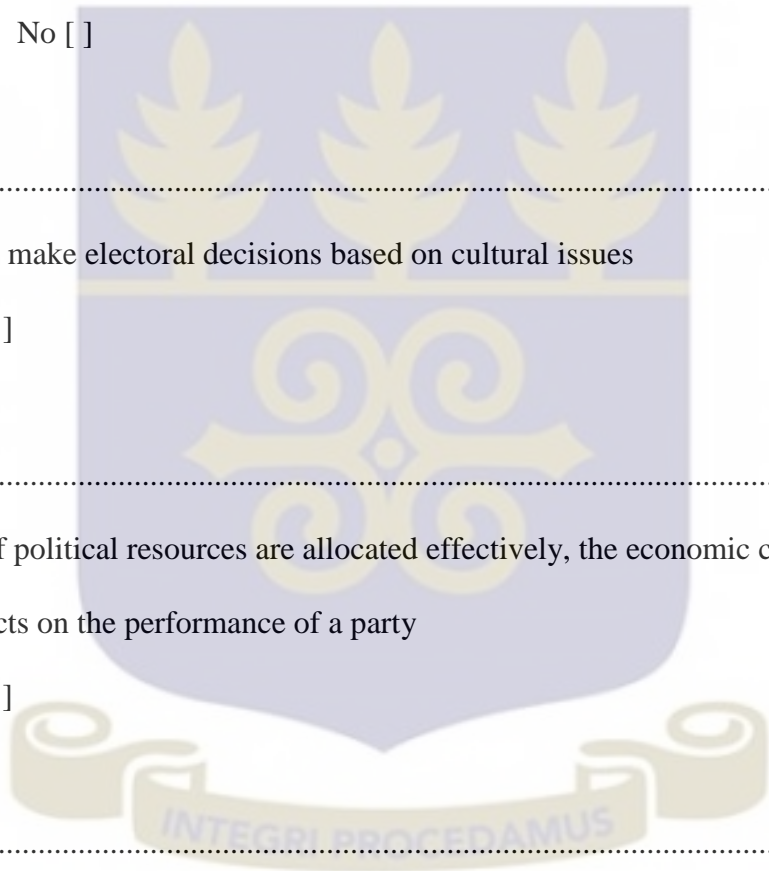 No [ ]
................................................................................................
make electoral decisions based on cultural issues
]
................................................................................................
political resources are allocated effectively, the economic
on the performance of a party
]
INTEGRI PROCEDAMUS
................................................................................................